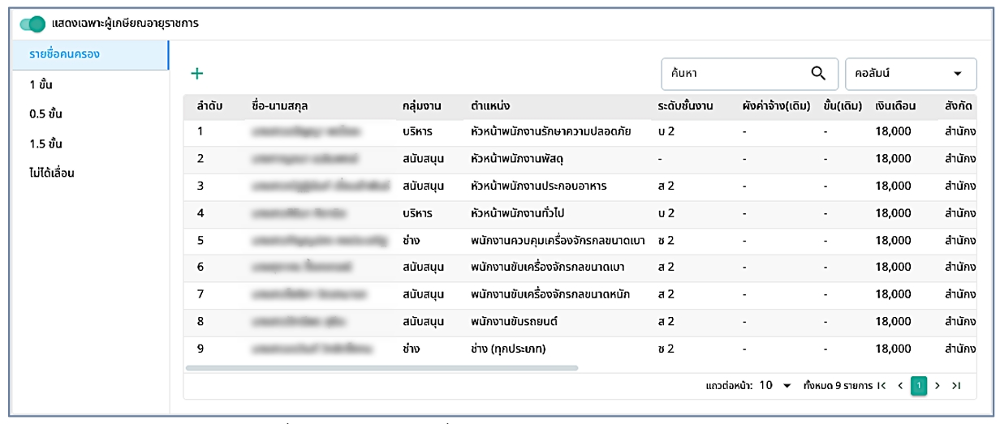 แสดงเฉพาะผู้เกษียณอายุราชการ
รายชื่อคนครอง
1 ขั้น
0.5 ขั้น
1.5 ขั้น
ไม่ได้เลื่อน
+
ค้นหา คอลัมน์
ลำดับ ชื่อ-นามสกุล กลุ่มงาน ตำแหน่ง ระดับชั้นงาน ผังค่าจ้าง(เดิม) ขั้น(เดิม) เงินเดือน สังกัด
1 บริหาร หัวหน้าพนักงานรักษาความปลอดภัย บ 2 - - 18,000 สำนักง
2 สนับสนุน หัวหน้าพนักงานพัสดุ - - - 18,000 สำนักง
3 สนับสนุน หัวหน้าพนักงานประกอบอาหาร ส 2 - - 18,000 สำนักง
4 บริหาร หัวหน้าพนักงานทั่วไป บ 2 - - 18,000 สำนักง
5 ช่าง พนักงานควบคุมเครื่องจักรกลขนาดเบา ช 2 - - 18,000 สำนักง
6 สนับสนุน พนักงานขับเครื่องจักรกลขนาดเบา ส 2 - - 18,000 สำนักง
7 สนับสนุน พนักงานขับเครื่องจักรกลขนาดหนัก ส 2 - - 18,000 สำนักง
8 สนับสนุน พนักงานขับรถยนต์ ส 2 - - 18,000 สำนักง
9 ช่าง ช่าง (ทุกประเภท) ช 2 - - 18,000 สำนักง
แถวต่อหน้า: 10 ทั้งหมด 9 รายการ 1